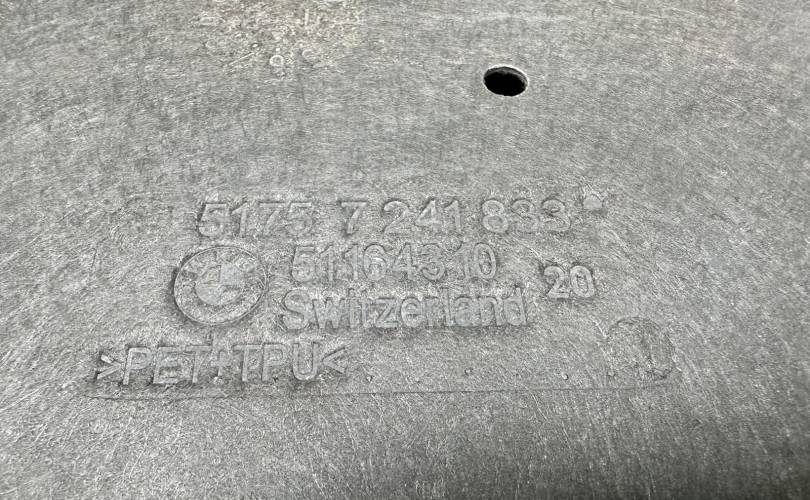 5175 7 241 833
51164310
Switzerland 20
>PET+TPU<